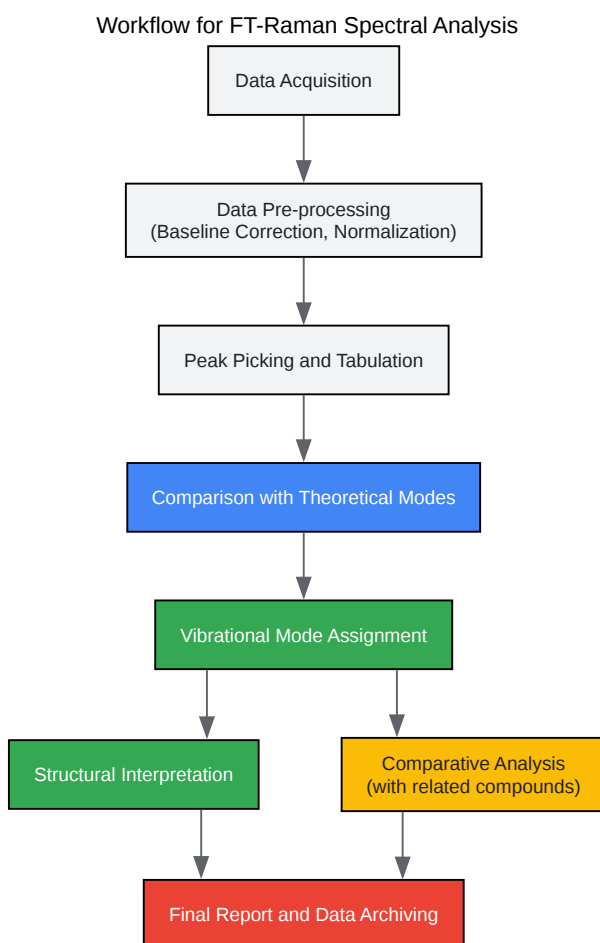 Workflow for FT-Raman Spectral Analysis
Data Acquisition
Data Pre-processing
(Baseline Correction, Normalization)
Peak Picking and Tabulation
Comparison with Theoretical Modes
Vibrational Mode Assignment
Structural Interpretation
Comparative Analysis
(with related compounds)
Final Report and Data Archiving